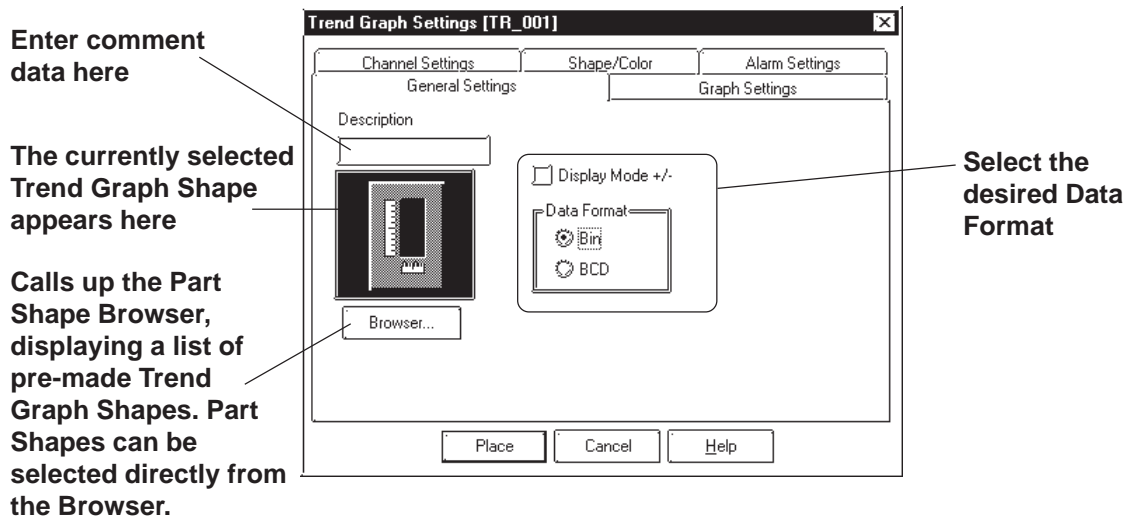 Trend Graph Settings [TR_001]
Enter comment
data here
Channel Settings
Shape/Color
Alarm Settings
General Settings
Graph Settings
Description
The currently selected
Trend Graph Shape
appears here
Display Mode +/-
Data Format
Bin
BCD
Select the
desired Data
Format
Calls up the Part
Shape Browser,
displaying a list of
pre-made Trend
Graph Shapes. Part
Shapes can be
selected directly from
the Browser.
Browser...
Place
Cancel
Help